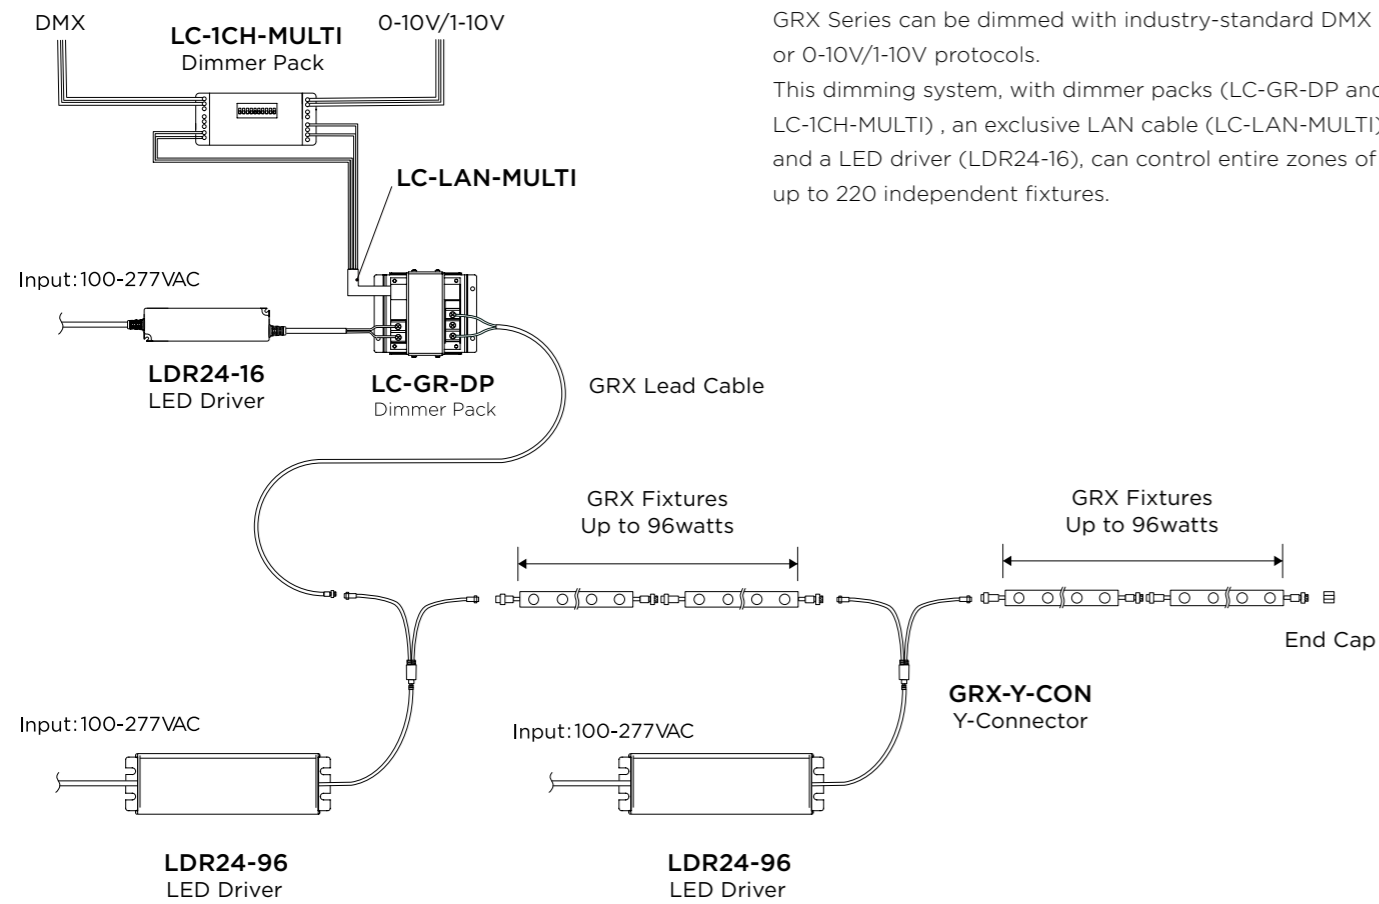 DMX
LC-1CH-MULTI
Dimmer Pack
0-10V/1-10V
GRX Series can be dimmed with industry-standard DMX
or 0-10V/1-10V protocols.
This dimming system, with dimmer packs (LC-GR-DP and
LC-1CH-MULTI) , an exclusive LAN cable (LC-LAN-MULTI)
and a LED driver (LDR24-16), can control entire zones of
up to 220 independent fixtures.
LC-LAN-MULTI
Input:100-277VAC
LDR24-16
LED Driver
LC-GR-DP
Dimmer Pack
GRX Lead Cable
GRX Fixtures
Up to 96watts
GRX Fixtures
Up to 96watts
End Cap
GRX-Y-CON
Y-Connector
Input:100-277VAC
Input:100-277VAC
LDR24-96
LED Driver
LDR24-96
LED Driver